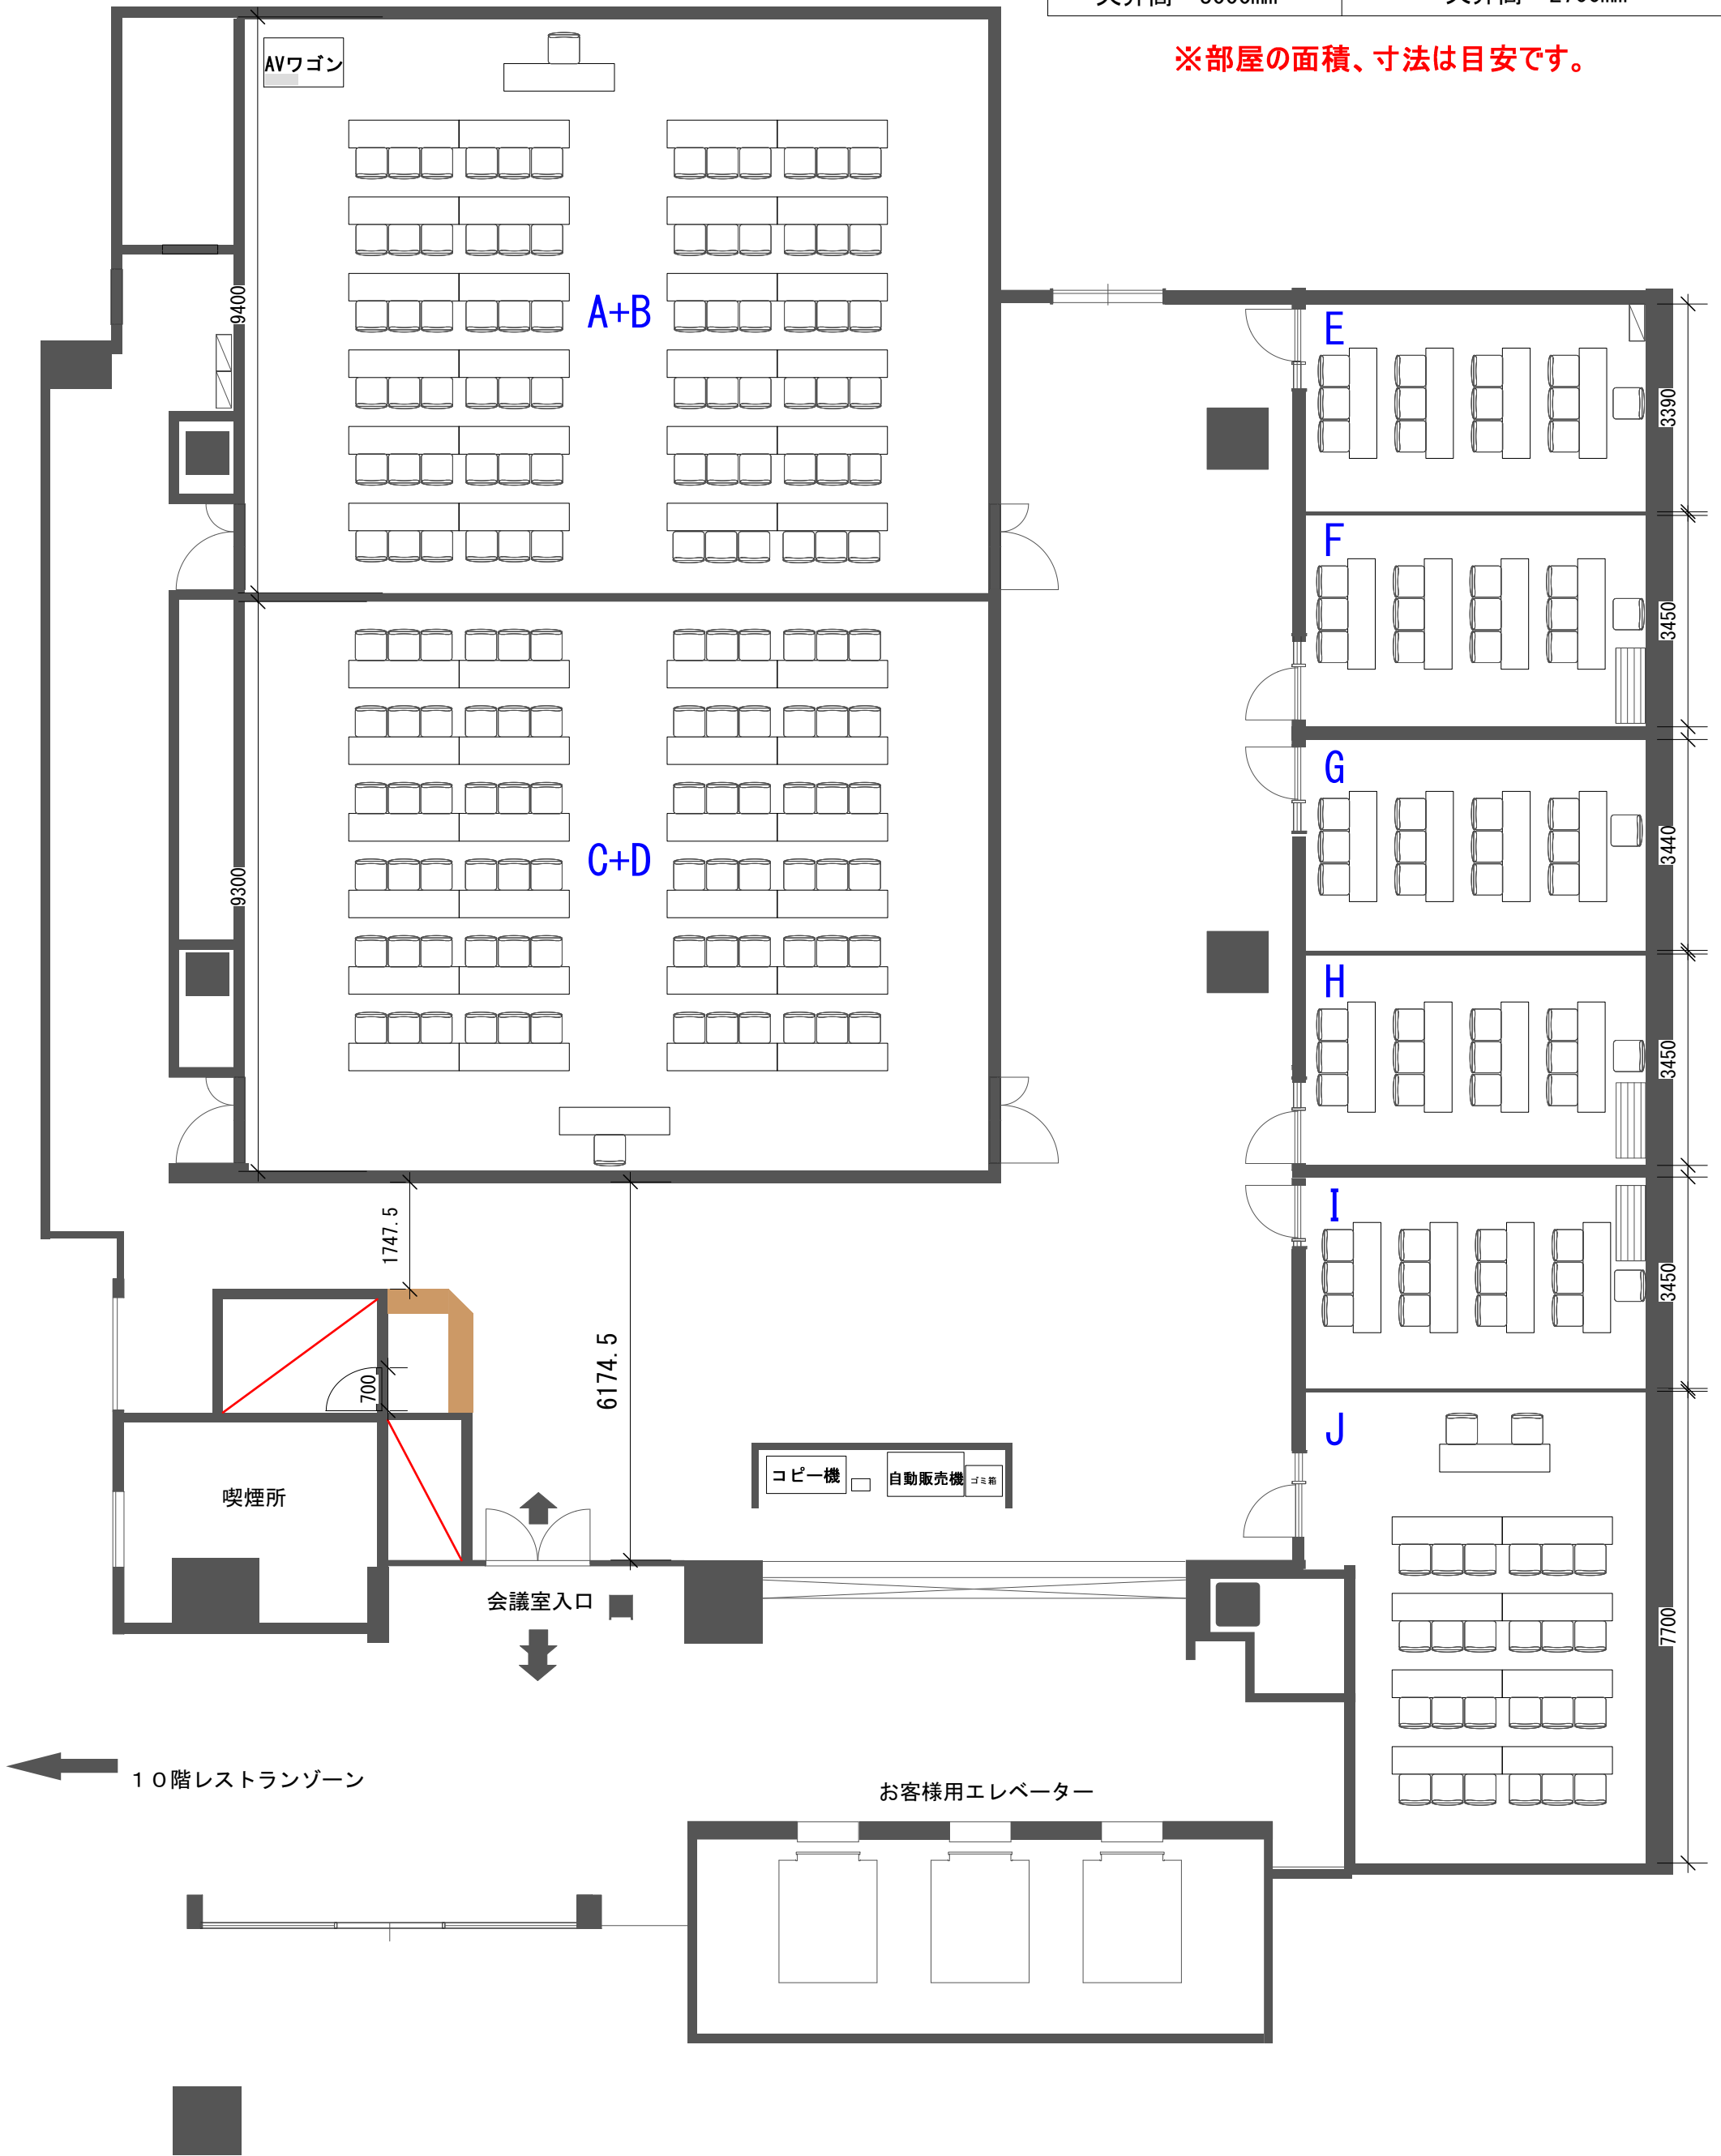 ※部屋の面積、寸法は目安です。
AVワゴン
9400
A+B
E
3390
F
3450
G
3440
C+D
9300
H
3450
I
3450
1747.5
6174.5
700
J
コピー機
自動販売機
ゴミ箱
喫煙所
会議室入口
7700
10階レストランゾーン
お客様用エレベーター